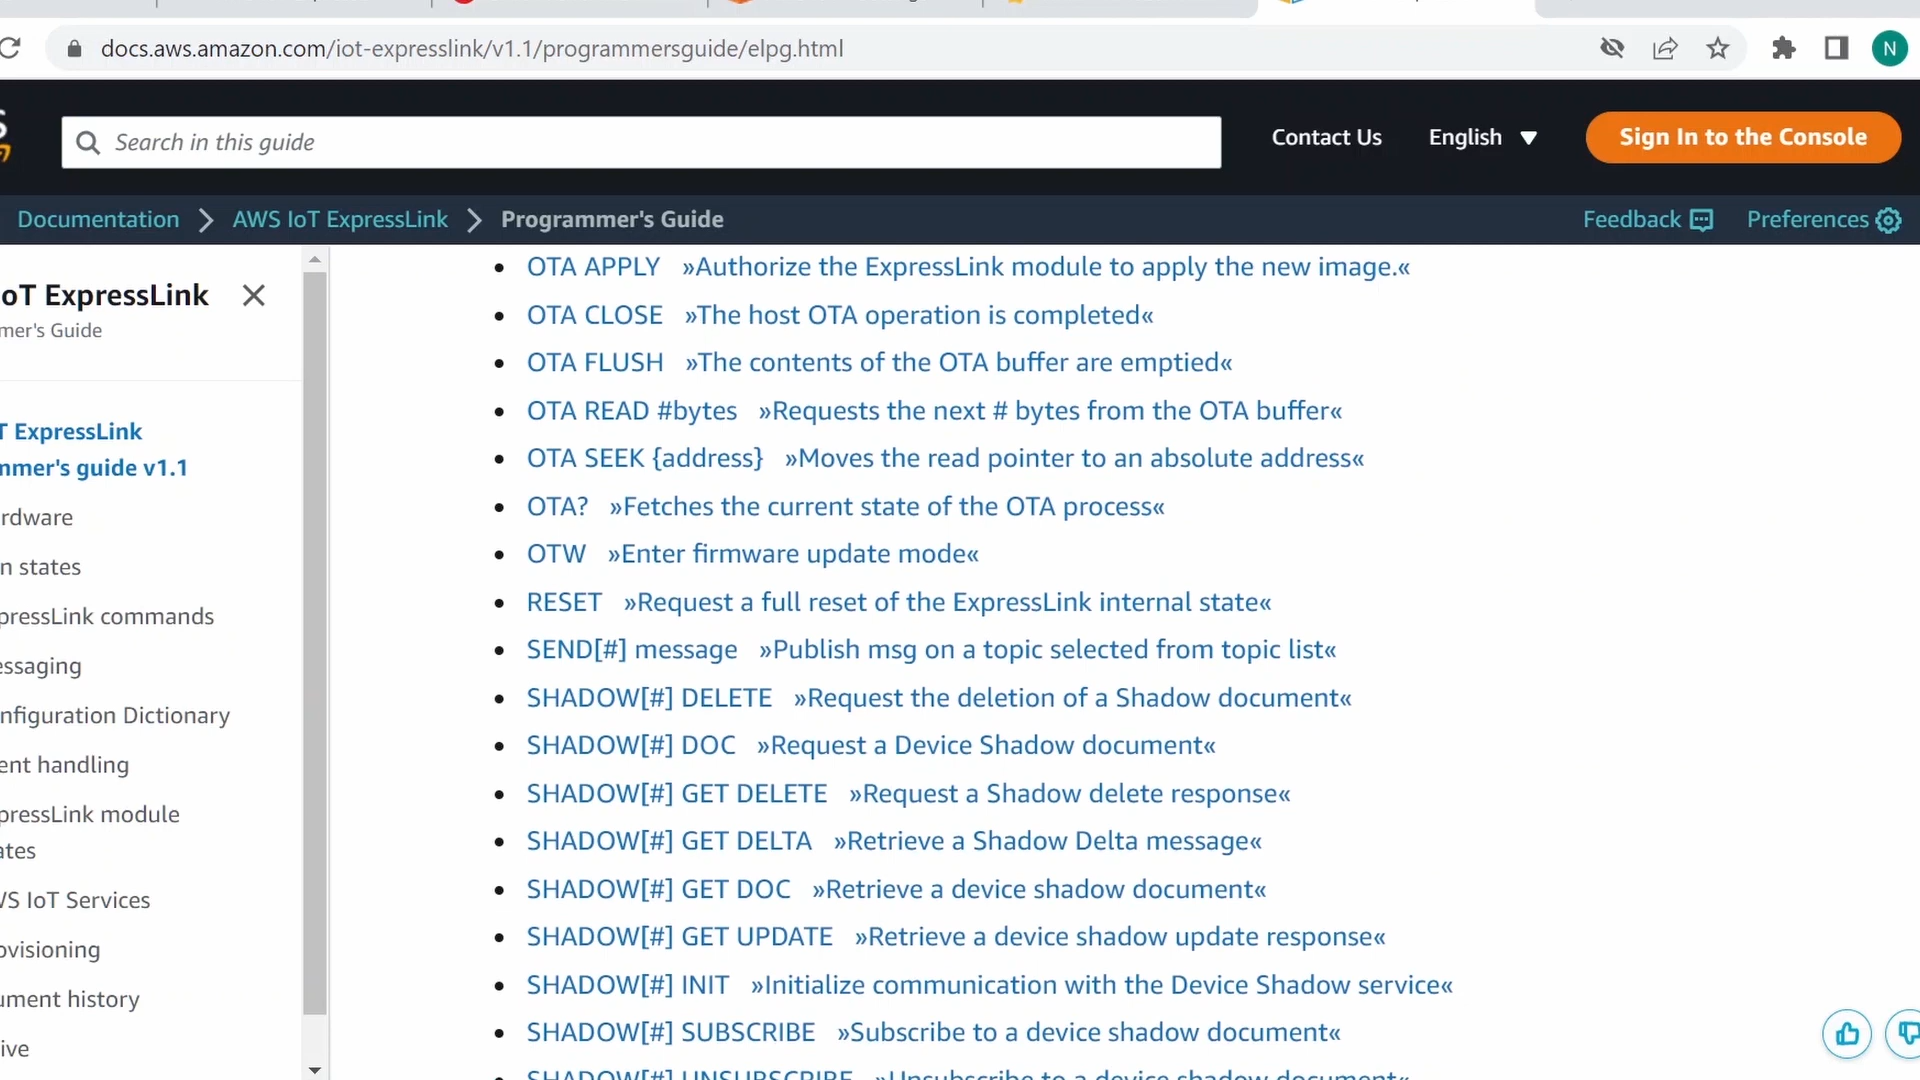 docs.aws.amazon.com/iot-expresslink/v1.1/programmersguide/elpg.html
N
Search in this guide
Contact Us
English
Sign In to the Console
Documentation
AWS IoT ExpressLink
Programmer's Guide
Feedback
Preferences
oT ExpressLink
mer's Guide
T ExpressLink
mmer's guide v1.1
rdware
n states
pressLink commands
essaging
nfiguration Dictionary
ent handling
pressLink module
ates
VS IoT Services
ovisioning
ument history
ive
• OTA APPLY »Authorize the ExpressLink module to apply the new image.«
• OTA CLOSE »The host OTA operation is completed«
• OTA FLUSH »The contents of the OTA buffer are emptied«
• OTA READ #bytes »Requests the next # bytes from the OTA buffer«
• OTA SEEK {address} »Moves the read pointer to an absolute address«
• OTA? »Fetches the current state of the OTA process«
• OTW »Enter firmware update mode«
• RESET »Request a full reset of the ExpressLink internal state«
• SEND[#] message »Publish msg on a topic selected from topic list«
• SHADOW[#] DELETE »Request the deletion of a Shadow document«
• SHADOW[#] DOC »Request a Device Shadow document«
• SHADOW[#] GET DELETE »Request a Shadow delete response«
• SHADOW[#] GET DELTA »Retrieve a Shadow Delta message«
• SHADOW[#] GET DOC »Retrieve a device shadow document«
• SHADOW[#] GET UPDATE »Retrieve a device shadow update response«
• SHADOW[#] INIT »Initialize communication with the Device Shadow service«
• SHADOW[#] SUBSCRIBE »Subscribe to a device shadow document«
SHADOW[#] UNSUBSCRIBE »Unsubscribe to a device shadow document«